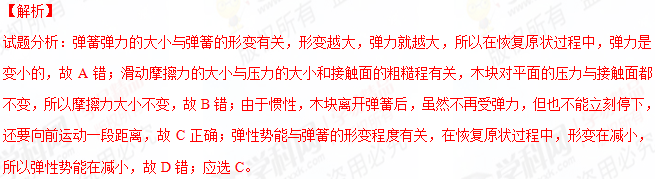 【解析】
试题分析：弹簧弹力的大小与弹簧的形变有关，形变越大，弹力就越大，所以在恢复原状过程中，弹力是
变小的，故 A 错；滑动摩擦力的大小与压力的大小和接触面的粗糙程有关，木块对平面的压力与接触面都
不变，所以摩擦力大小不变，故 B 错；由于惯性，木块离开弹簧后，虽然不再受弹力，但也不能立刻停下，
还要向前运动一段距离，故 C 正确；弹性势能与弹簧的形变程度有关，在恢复原状过程中，形变在减小，
所以弹性势能在减小，故 D 错；应选 C。